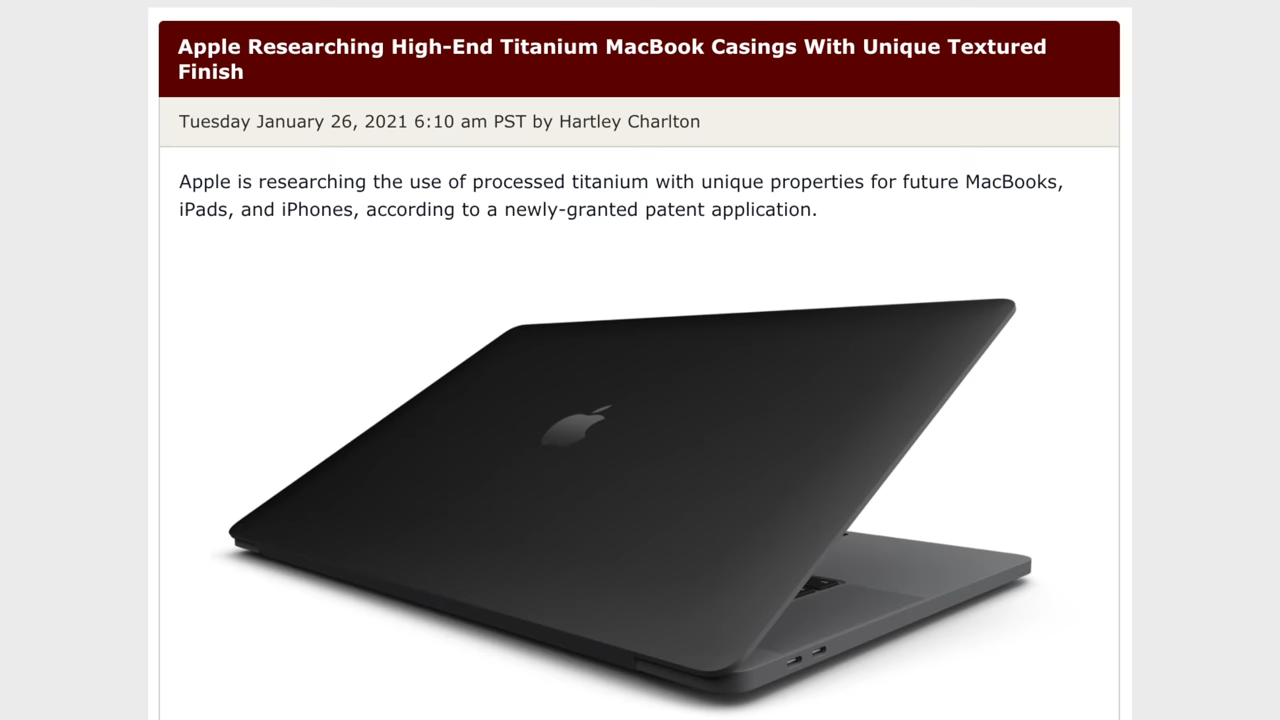 Apple Researching High-End Titanium MacBook Casings With Unique Textured
Finish
Tuesday January 26, 2021 6:10 am PST by Hartley Charlton
Apple is researching the use of processed titanium with unique properties for future MacBooks,
iPads, and iPhones, according to a newly-granted patent application.